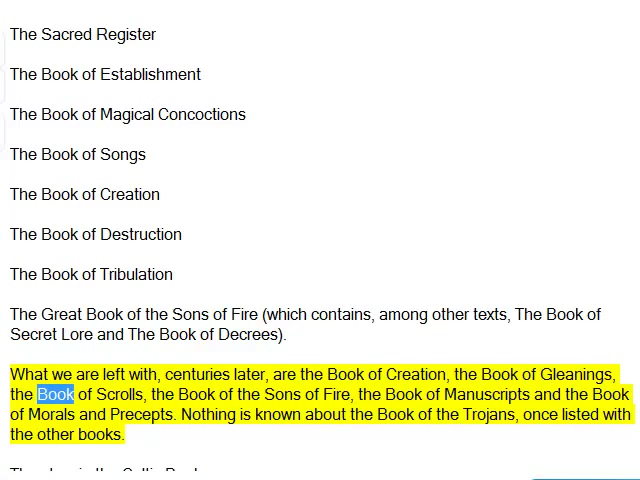 The Sacred Register
The Book of Establishment
The Book of Magical Concoctions
The Book of Songs
The Book of Creation
The Book of Destruction
The Book of Tribulation
The Great Book of the Sons of Fire (which contains, among other texts, The Book of
Secret Lore and The Book of Decrees).
What we are left with, centuries later, are the Book of Creation, the Book of Gleanings,
the Book of Scrolls, the Book of the Sons of Fire, the Book of Manuscripts and the Book
of Morals and Precepts. Nothing is known about the Book of the Trojans, once listed with
the other books.